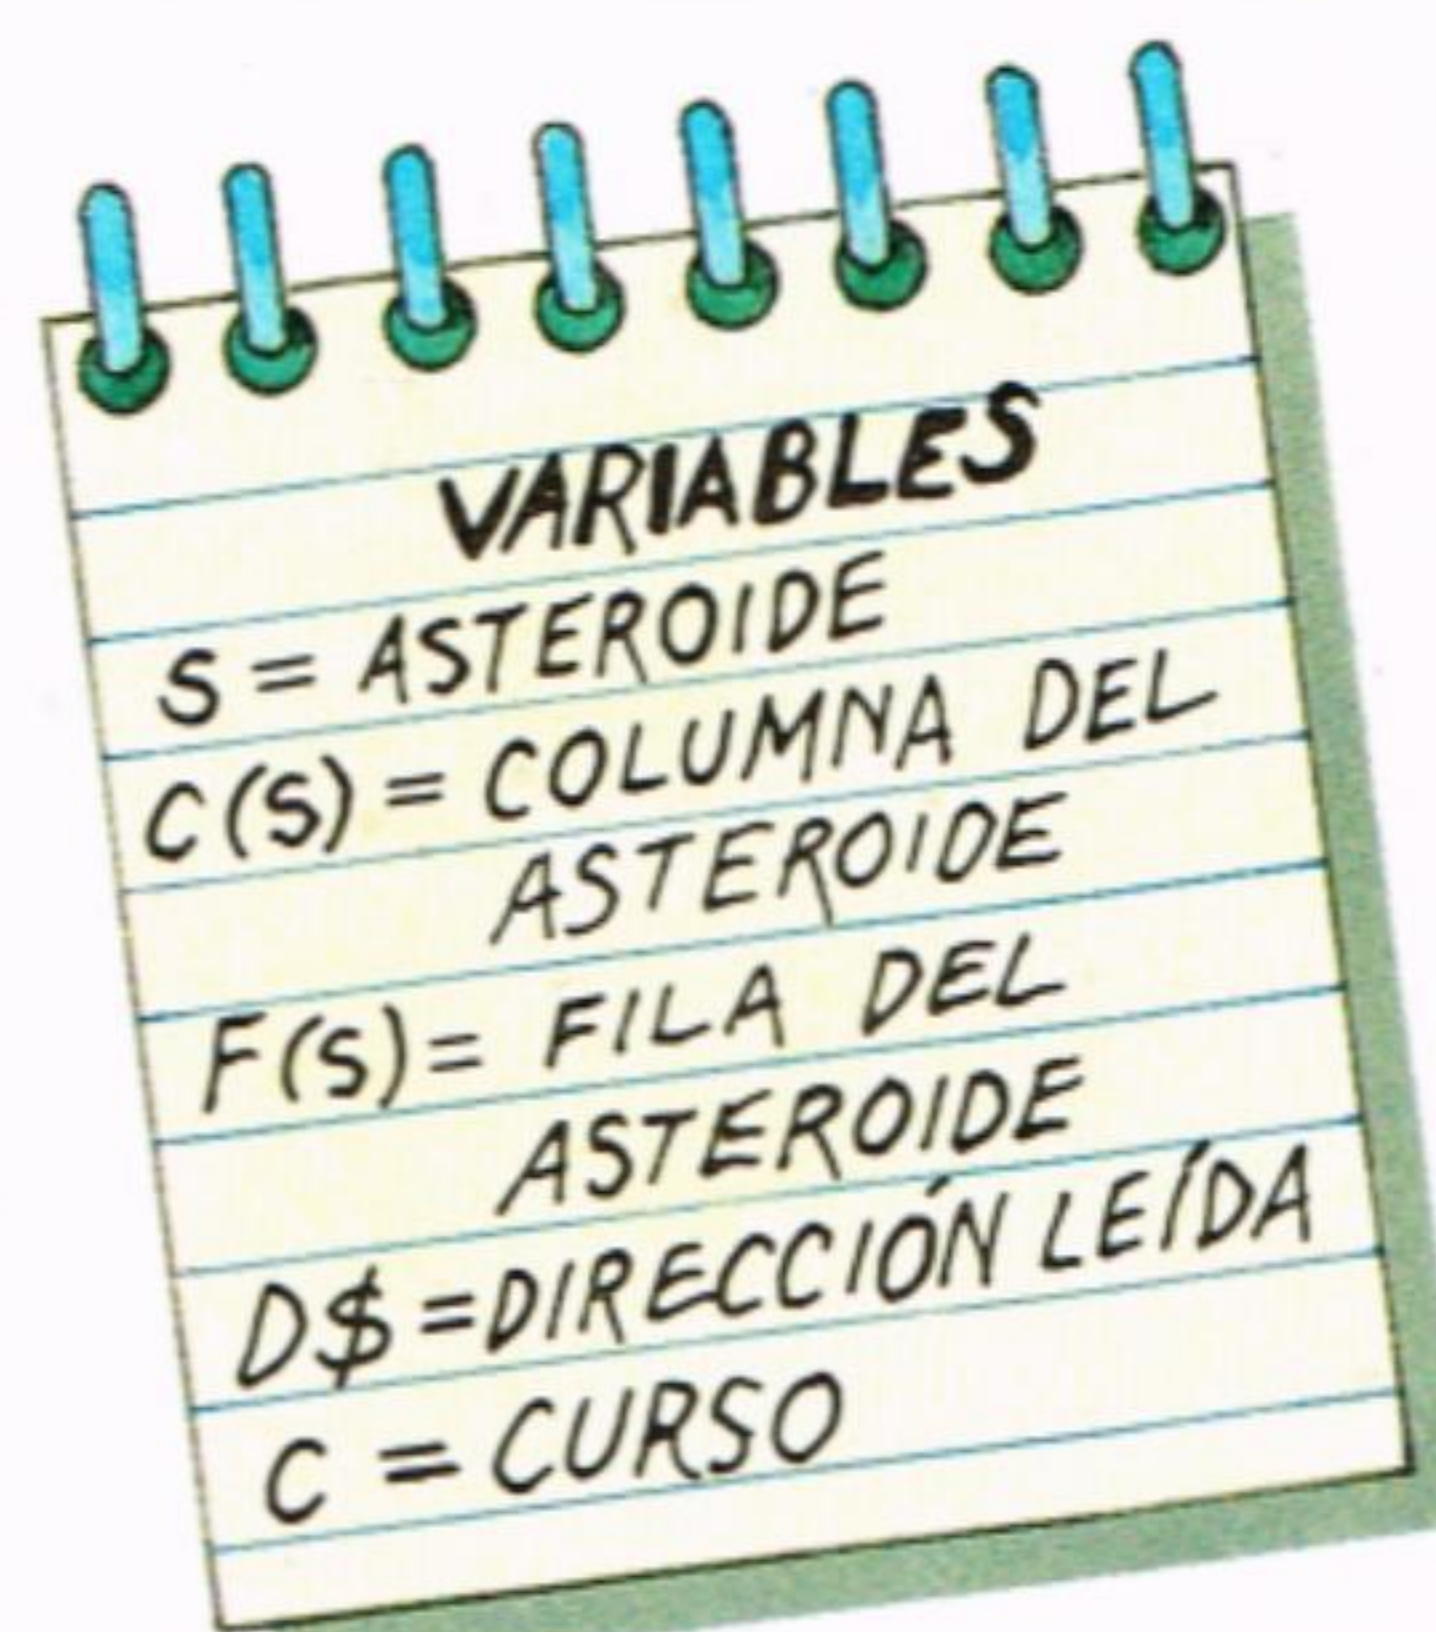 VARIABLES
S = ASTEROIDE
C(S) = COLUMNA DEL
ASTEROIDE
F(S) = FILA DEL
ASTEROIDE
D$ = DIRECCIÓN LEÍDA
C = CURSO